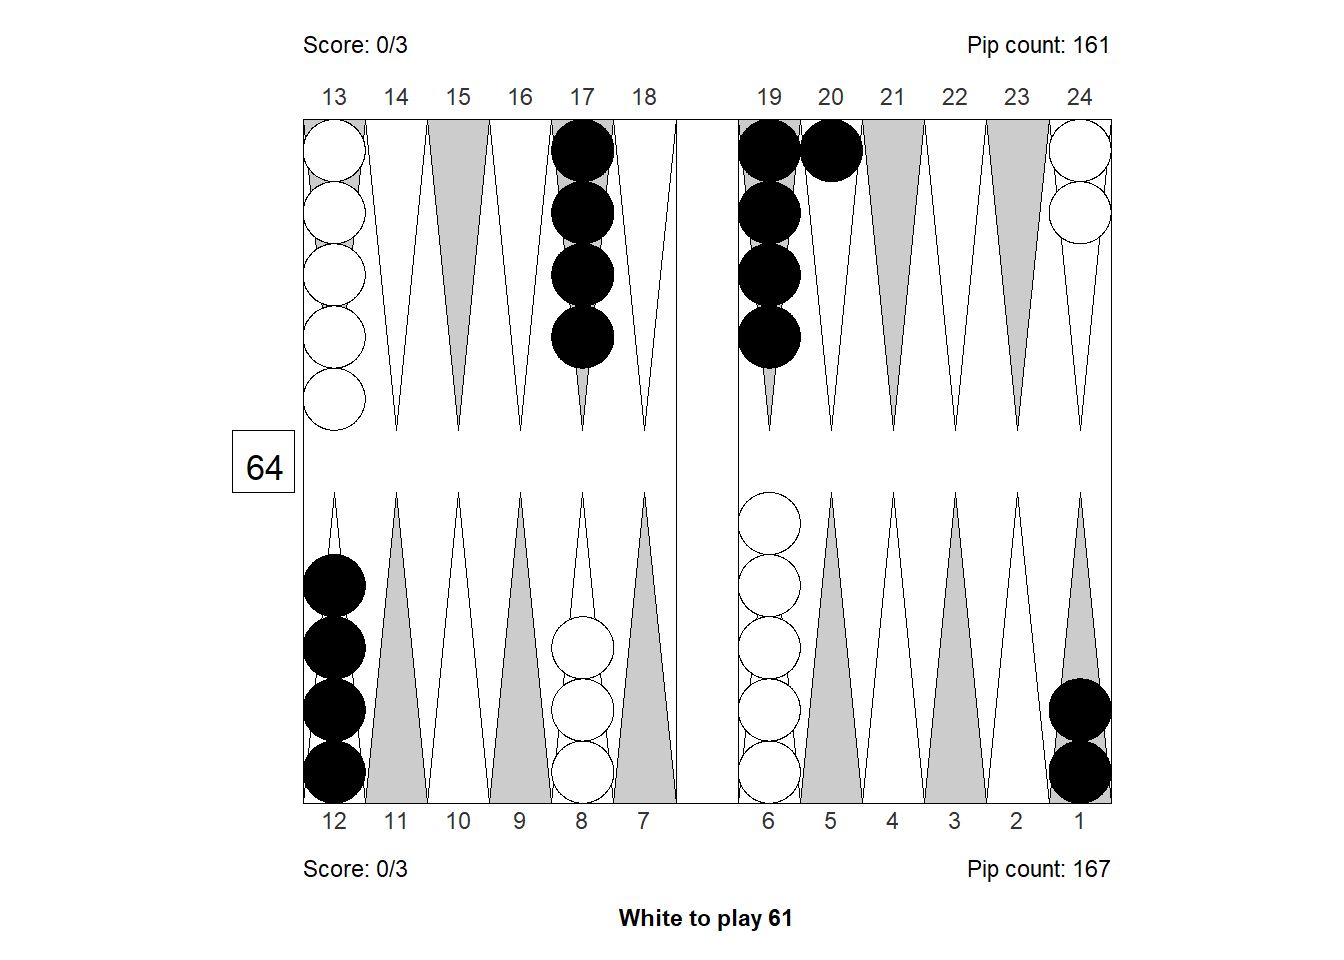 Score: 0/3 Pip count: 161
13 14 15 16 17 18 19 20 21 22 23 24
64
12 11 10 9 8 7 6 5 4 3 2 1
Score: 0/3 Pip count: 167
White to play 61